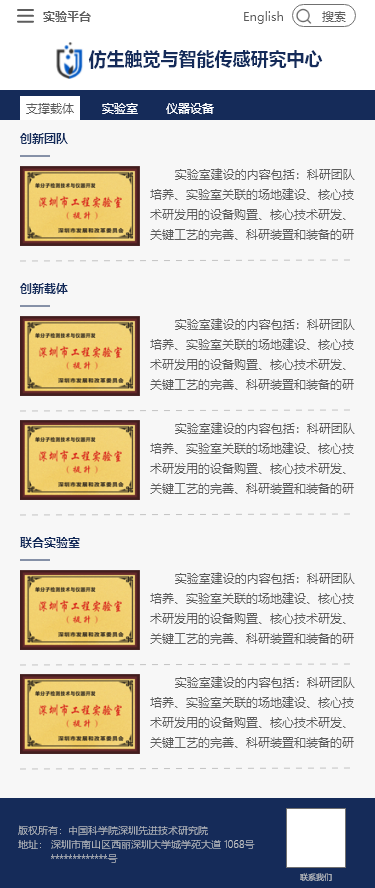 实验平台
English
搜索
仿生触觉与智能传感研究中心
支撑载体
实验室
仪器设备
创新团队
单分子检测技术与仪器开发
深圳市工程实验室
深圳市发展和改革委员会
实验室建设的内容包括：科研团队
培养、实验室关联的场地建设、核心技
术研发用的设备购置、核心技术研发、
关键工艺的完善、科研装置和装备的研
创新载体
单分子检测技术与仪器开发
深圳市工程实验室
深圳市发展和改革委员会
实验室建设的内容包括：科研团队
培养、实验室关联的场地建设、核心技
术研发用的设备购置、核心技术研发、
关键工艺的完善、科研装置和装备的研
单分子检测技术与仪器开发
深圳市工程实验室
深圳市发展和改革委员会
实验室建设的内容包括：科研团队
培养、实验室关联的场地建设、核心技
术研发用的设备购置、核心技术研发、
关键工艺的完善、科研装置和装备的研
联合实验室
单分子检测技术与仪器开发
深圳市工程实验室
深圳市发展和改革委员会
实验室建设的内容包括：科研团队
培养、实验室关联的场地建设、核心技
术研发用的设备购置、核心技术研发、
关键工艺的完善、科研装置和装备的研
单分子检测技术与仪器开发
深圳市工程实验室
深圳市发展和改革委员会
实验室建设的内容包括：科研团队
培养、实验室关联的场地建设、核心技
术研发用的设备购置、核心技术研发、
关键工艺的完善、科研装置和装备的研
版权所有：中国科学院深圳先进技术研究院
地址： 深圳市南山区西丽深圳大学城学苑大道 1068号
*************号
联系我们